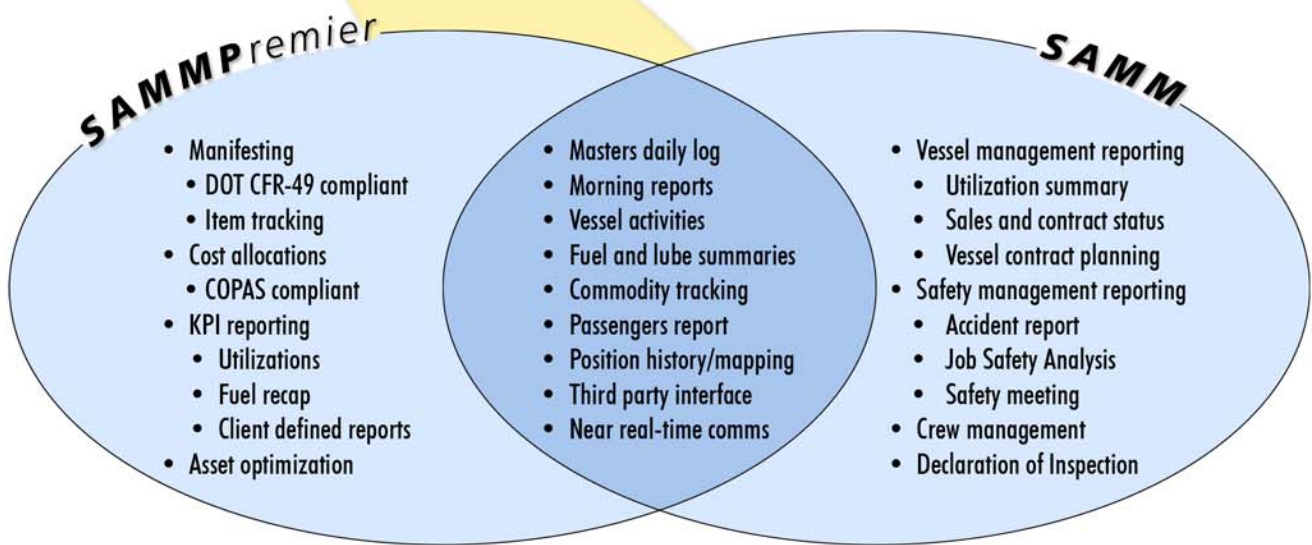 SAMMPremier
• Manifesting
• DOT CFR-49 compliant
• Item tracking
• Cost allocations
• COPAS compliant
• KPI reporting
• Utilizations
• Fuel recap
• Client defined reports
• Asset optimization
• Masters daily log
• Morning reports
• Vessel activities
• Fuel and lube summaries
• Commodity tracking
• Passengers report
• Position history/mapping
• Third party interface
• Near real-time comms
SAMM
• Vessel management reporting
• Utilization summary
• Sales and contract status
• Vessel contract planning
• Safety management reporting
• Accident report
• Job Safety Analysis
• Safety meeting
• Crew management
• Declaration of Inspection